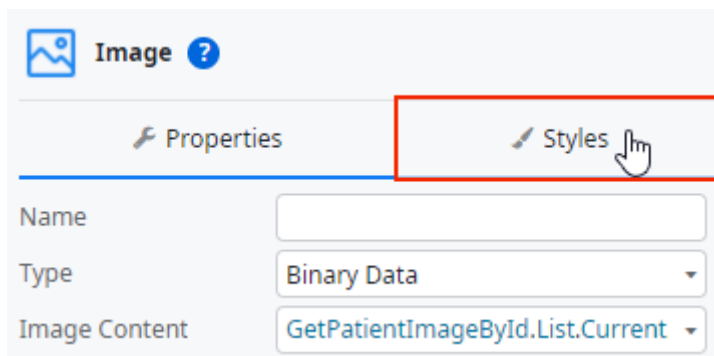 Image ?
Properties Styles
Name
Type Binary Data
Image Content GetPatientImageById.List.Current